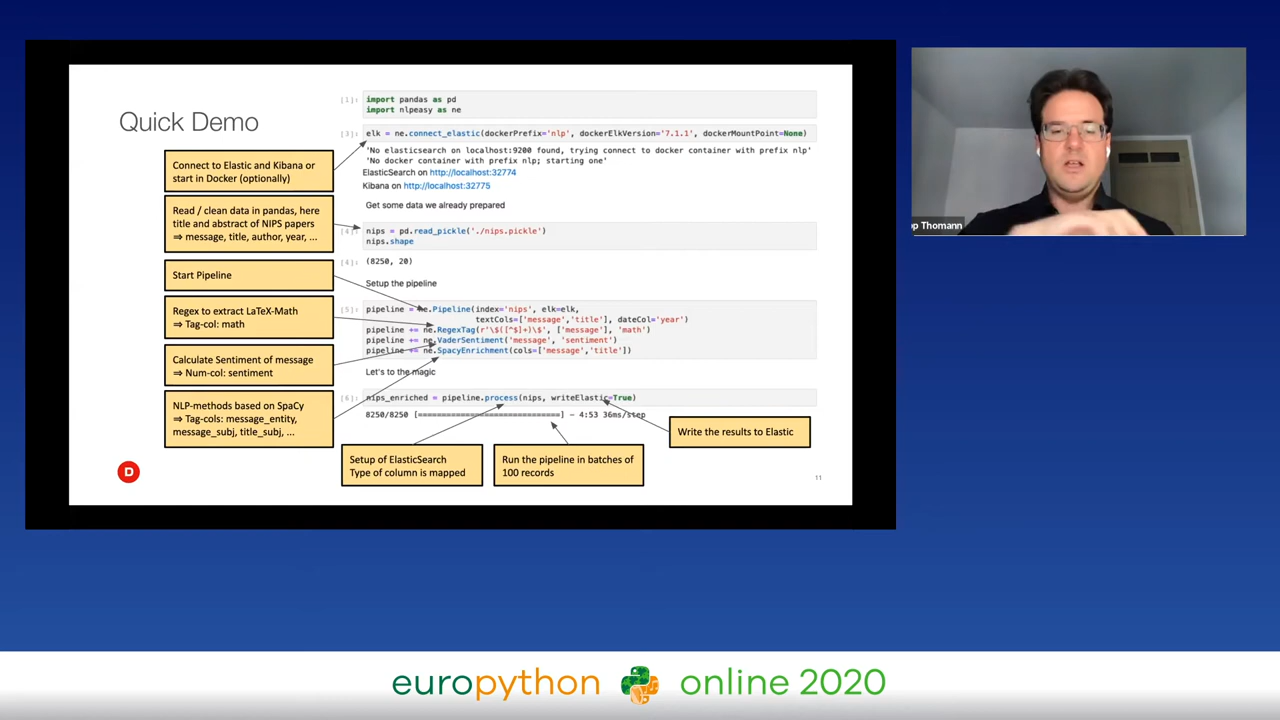 Quick Demo
[1]: import pandas as pd
import nlpeasy as ne
[3]: elk = ne.connect_elastic(dockerPrefix='nlp', dockerElkVersion='7.1.1', dockerMountPoint=None)
'No elasticsearch on localhost:9200 found, trying connect to docker container with prefix nlp'
'No docker container with prefix nlp; starting one'
ElasticSearch on http://localhost:32774
Kibana on http://localhost:32775
Get some data we already prepared
[4]: nips = pd.read_pickle('./nips.pickle')
nips.shape
[4]: (8250, 20)
Setup the pipeline
[5]: pipeline = ne.Pipeline(index='nips', elk=elk,
textCols=['message','title'], dateCol='year')
pipeline += ne.RegexTag(r'\$([^$]+)\$', ['message'], 'math')
pipeline += ne.VaderSentiment('message', 'sentiment')
pipeline += ne.SpacyEnrichment(cols=['message','title'])
Let's to the magic
[6]: nips_enriched = pipeline.process(nips, writeElastic=True)
8250/8250 [==============================] - 4:53 36ms/step
Connect to Elastic and Kibana or
start in Docker (optionally)
Read / clean data in pandas, here
title and abstract of NIPS papers
⇒ message, title, author, year, ...
Start Pipeline
Regex to extract LaTeX-Math
⇒ Tag-col: math
Calculate Sentiment of message
⇒ Num-col: sentiment
NLP-methods based on SpaCy
⇒ Tag-cols: message_entity,
message_subj, title_subj, ...
Setup of ElasticSearch
Type of column is mapped
Run the pipeline in batches of
100 records
Write the results to Elastic
D
11
pp Thomann
europython online 2020